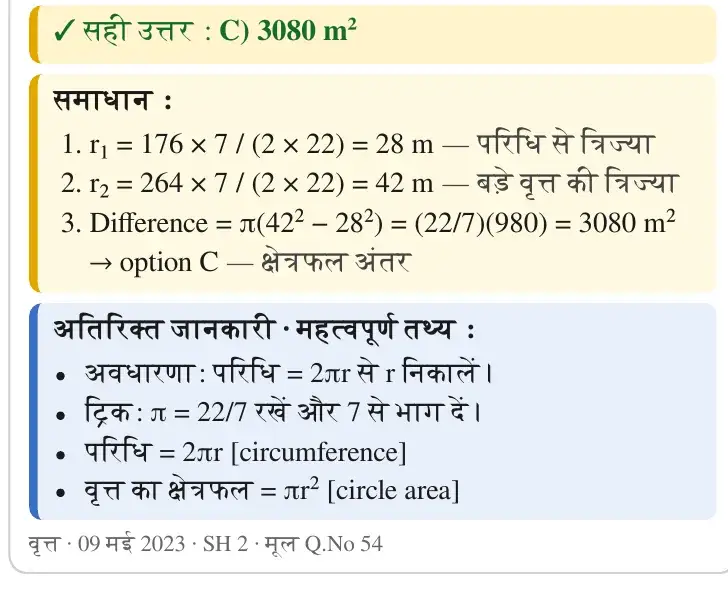 ✓ सही उत्तर : C) 3080 m²
समाधान :
1. r₁ = 176 × 7 / (2 × 22) = 28 m — परिधि से त्रिज्या
2. r₂ = 264 × 7 / (2 × 22) = 42 m — बड़े वृत्त की त्रिज्या
3. Difference = π(42² − 28²) = (22/7)(980) = 3080 m²
→ option C — क्षेत्रफल अंतर
अतिरिक्त जानकारी · महत्वपूर्ण तथ्य :
• अवधारणा : परिधि = 2πr से r निकालें।
• ट्रिक : π = 22/7 रखें और 7 से भाग दें।
• परिधि = 2πr [circumference]
• वृत्त का क्षेत्रफल = πr² [circle area]
वृत्त · 09 मई 2023 · SH 2 · मूल Q.No 54